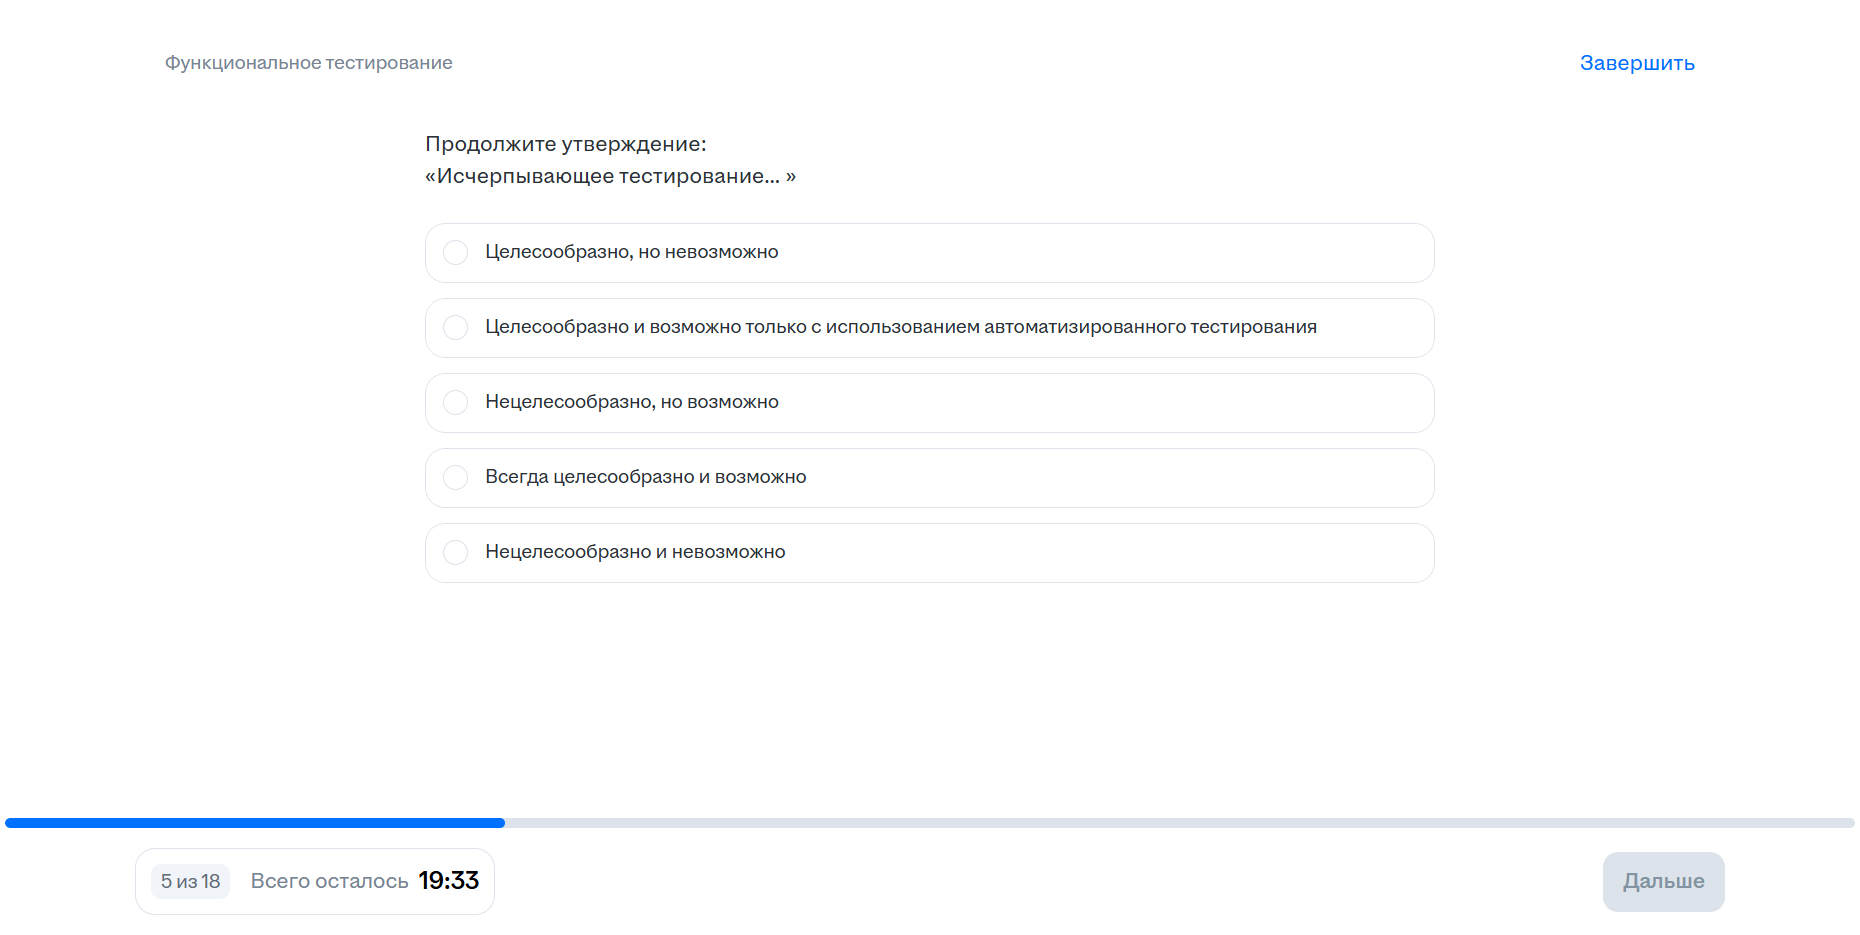 Функциональное тестирование
Завершить
Продолжите утверждение:
«Исчерпывающее тестирование... »
Целесообразно, но невозможно
Целесообразно и возможно только с использованием автоматизированного тестирования
Нецелесообразно, но возможно
Всегда целесообразно и возможно
Нецелесообразно и невозможно
5 из 18 Всего осталось 19:33
Дальше